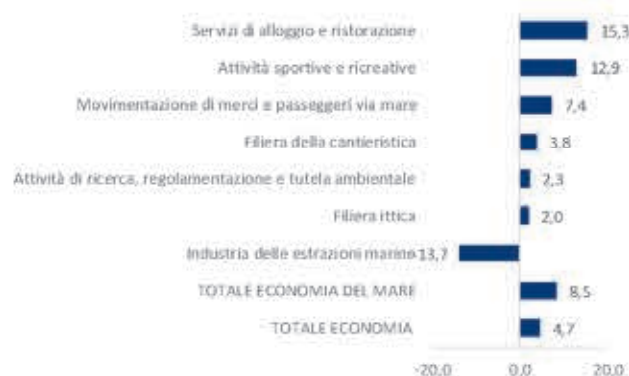 Servizi di alloggio e ristorazione 15,3
Attività sportive e ricreative 12,9
Movimentazione di merci e passeggeri via mare 7,4
Filiera della cantieristica 3,8
Attività di ricerca, regolamentazione e tutela ambientale 2,3
Filiera ittica 2,0
Industria delle estrazioni marine -13,7
TOTALE ECONOMIA DEL MARE 8,5
TOTALE ECONOMIA 4,7
-20,0 0,0 20,0